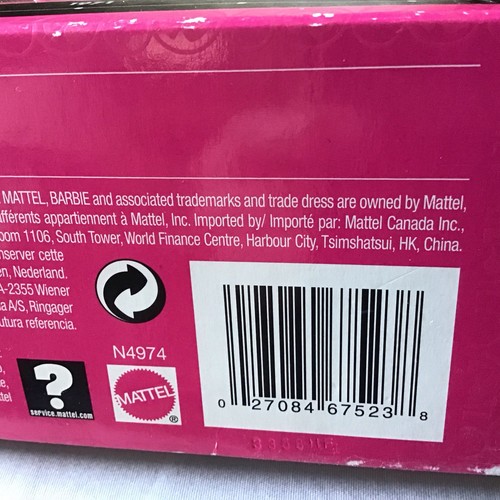 MATTEL, BARBIE and associated trademarks and trade dress are owned by Mattel,
différents appartiennent à Mattel, Inc. Imported by/ Importé par: Mattel Canada Inc.,
oom 1106, South Tower, World Finance Centre, Harbour City, Tsimshatsui, HK, China.
nserver cette
en, Nederland.
A-2355 Wiener
a A/S, Ringager
utura referencia.
N4974
?
service.mattel.com
MATTEL
®
0 27084 67523 8